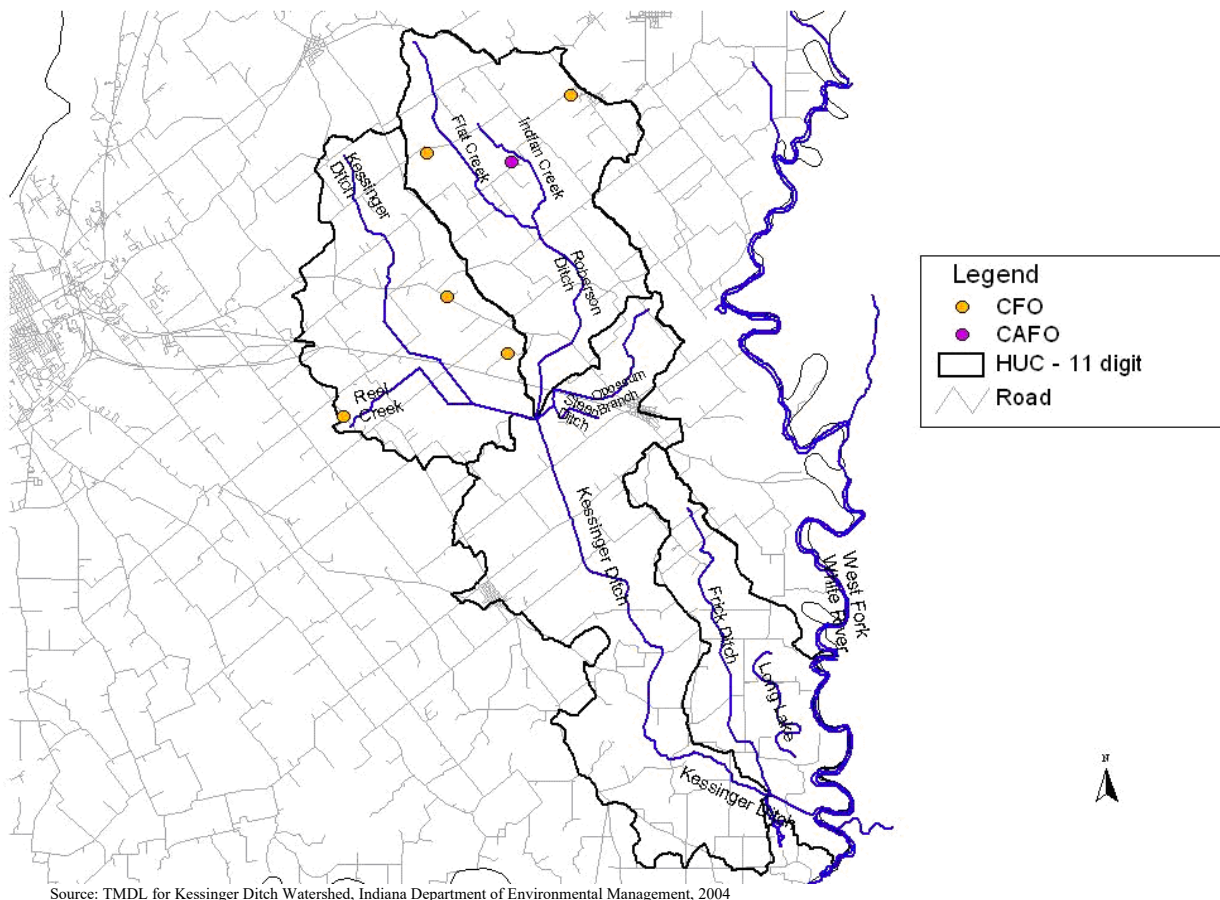 Flat Creek
Indian Creek
Kessinger
Ditch
Roberson
Ditch
Legend
CFO
CAFO
HUC - 11 digit
Road
Reel
Creek
Opossum
Branch
Steen
Ditch
Kessinger Ditch
Frick Ditch
West Fork
White River
Long Lake
Kessinger Ditch
N
Source: TMDL for Kessinger Ditch Watershed, Indiana Department of Environmental Management, 2004